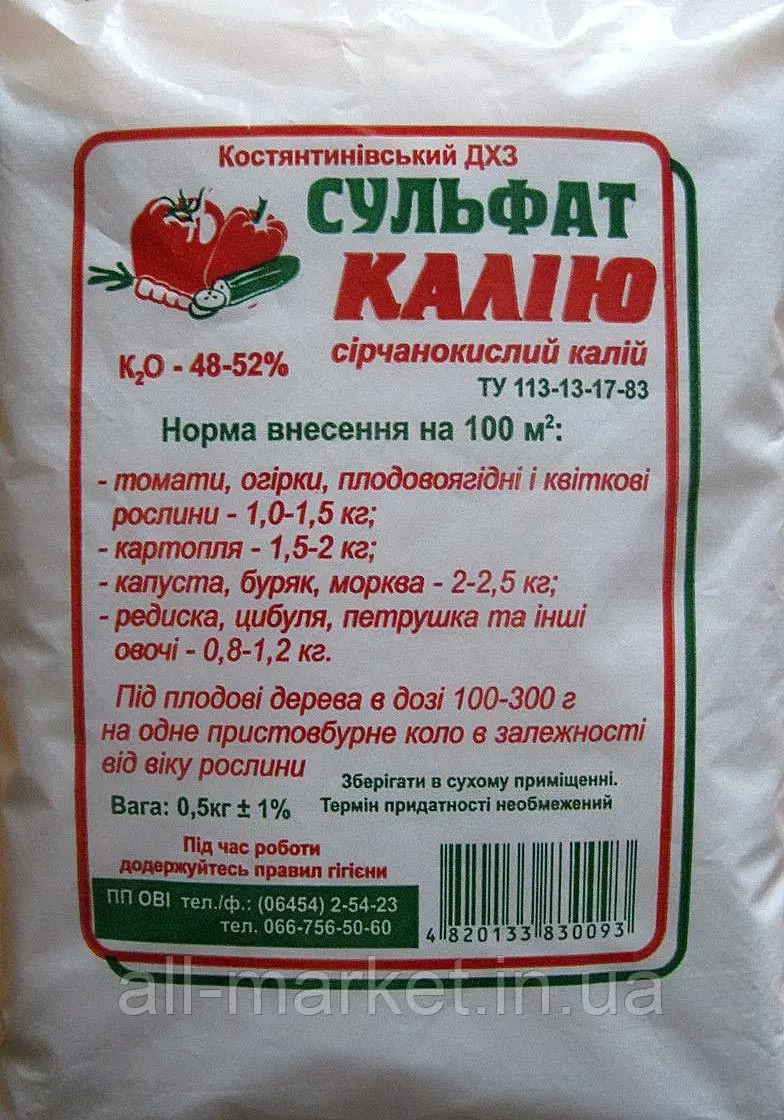 Костянтинівський ДХЗ
СУЛЬФАТ
КАЛІЮ
сірчанокислий калій
K₂O - 48-52%
ТУ 113-13-17-83
Норма внесення на 100 м²:
- томати, огірки, плодовоягідні і квіткові
рослини - 1,0-1,5 кг;
- картопля - 1,5-2 кг;
- капуста, буряк, морква - 2-2,5 кг;
- редиска, цибуля, петрушка та інші
овочі - 0,8-1,2 кг.
Під плодові дерева в дозі 100-300 г
на одне пристовбурне коло в залежності
від віку рослини
Зберігати в сухому приміщенні.
Вага: 0,5кг ± 1%
Термін придатності необмежений
Під час роботи
додержуйтесь правил гігієни
ПП ОВІ тел./ф.: (06454) 2-54-23
тел. 066-756-50-60
4 820133 830093
all-market.in.ua